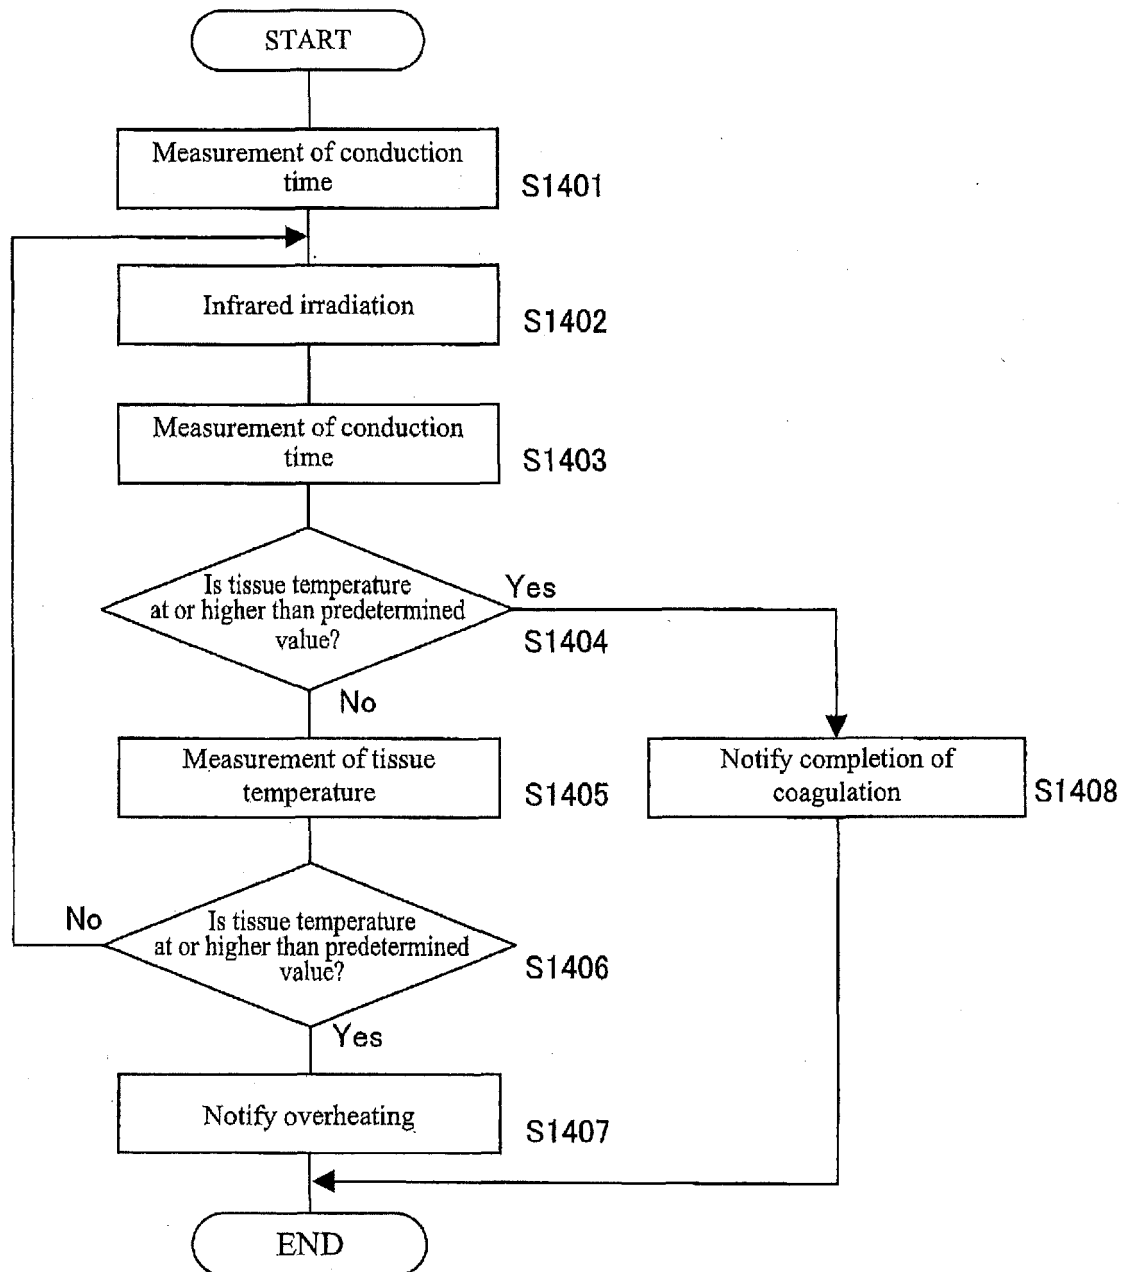 START
Measurement of conduction
time
S1401
Infrared irradiation
S1402
Measurement of conduction
time
S1403
Is tissue temperature
at or higher than predetermined
value?
Yes
S1404
No
Measurement of tissue
temperature
S1405
Notify completion of
coagulation
S1408
No
Is tissue temperature
at or higher than predetermined
value?
S1406
Yes
Notify overheating
S1407
END